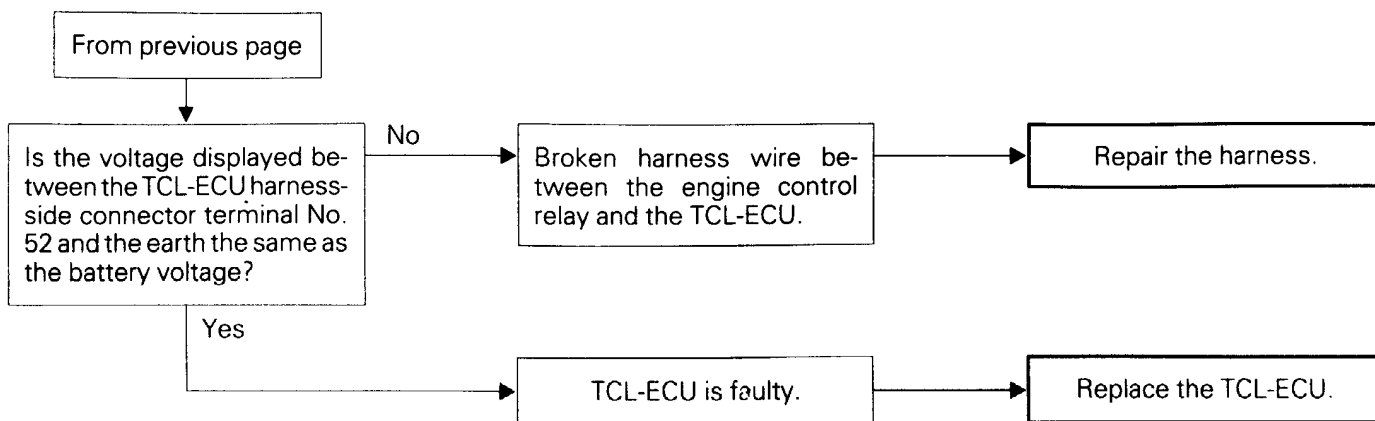 From previous page
Is the voltage displayed be-
tween the TCL-ECU harness-
side connector terminal No.
52 and the earth the same as
the battery voltage?
No
Broken harness wire be-
tween the engine control
relay and the TCL-ECU.
Repair the harness.
Yes
TCL-ECU is faulty.
Replace the TCL-ECU.